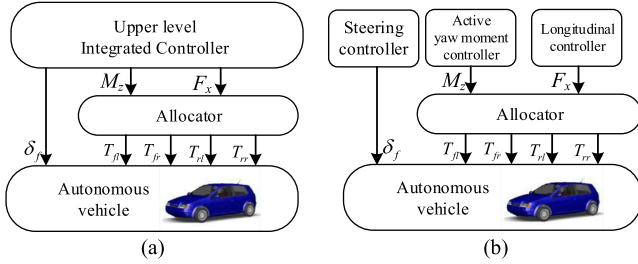 Upper level
Integrated Controller
M_z
F_x
Allocator
δ_f
T_fl T_fr T_rl T_rr
Autonomous
vehicle
(a)
Steering
controller
Active
yaw moment
controller
Longitudinal
controller
M_z
F_x
Allocator
δ_f
T_fl T_fr T_rl T_rr
Autonomous
vehicle
(b)